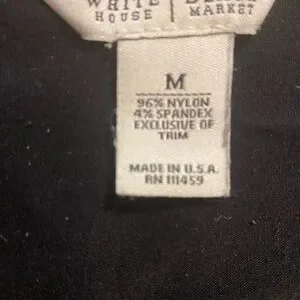 WHITE
HOUSE | MARKET
M
96% NYLON
4% SPANDEX
EXCLUSIVE OF
TRIM
MADE IN U.S.A.
RN 111459